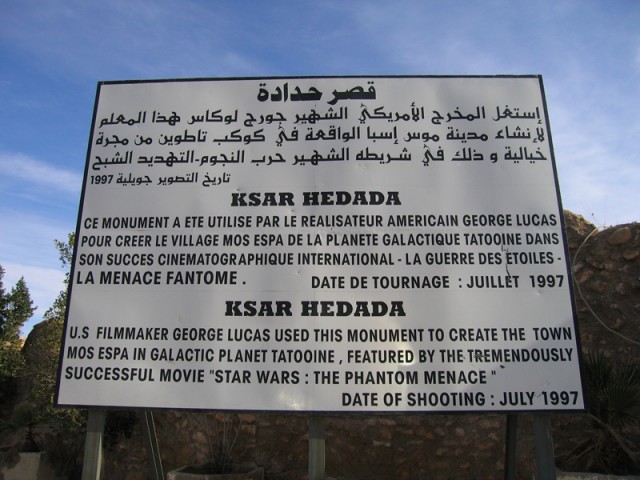 قصر حدادة
إستغل المخرج الأمريكي الشهير جورج لوكاس هذا المعلم
لإنشاء مدينة موس إسبا الواقعة في كوكب تاطوين من مجرة
خيالية و ذلك في شريطه الشهير حرب النجوم-التهديد الشبح
تاريخ التصوير جويلية 1997
KSAR HEDADA
CE MONUMENT A ETE UTILISE PAR LE REALISATEUR AMERICAIN GEORGE LUCAS
POUR CREER LE VILLAGE MOS ESPA DE LA PLANETE GALACTIQUE TATOOINE DANS
SON SUCCES CINEMATOGRAPHIQUE INTERNATIONAL - LA GUERRE DES ETOILES -
LA MENACE FANTOME . DATE DE TOURNAGE : JUILLET 1997
KSAR HEDADA
U.S FILMMAKER GEORGE LUCAS USED THIS MONUMENT TO CREATE THE TOWN
MOS ESPA IN GALACTIC PLANET TATOOINE , FEATURED BY THE TREMENDOUSLY
SUCCESSFUL MOVIE "STAR WARS : THE PHANTOM MENACE "
DATE OF SHOOTING : JULY 1997